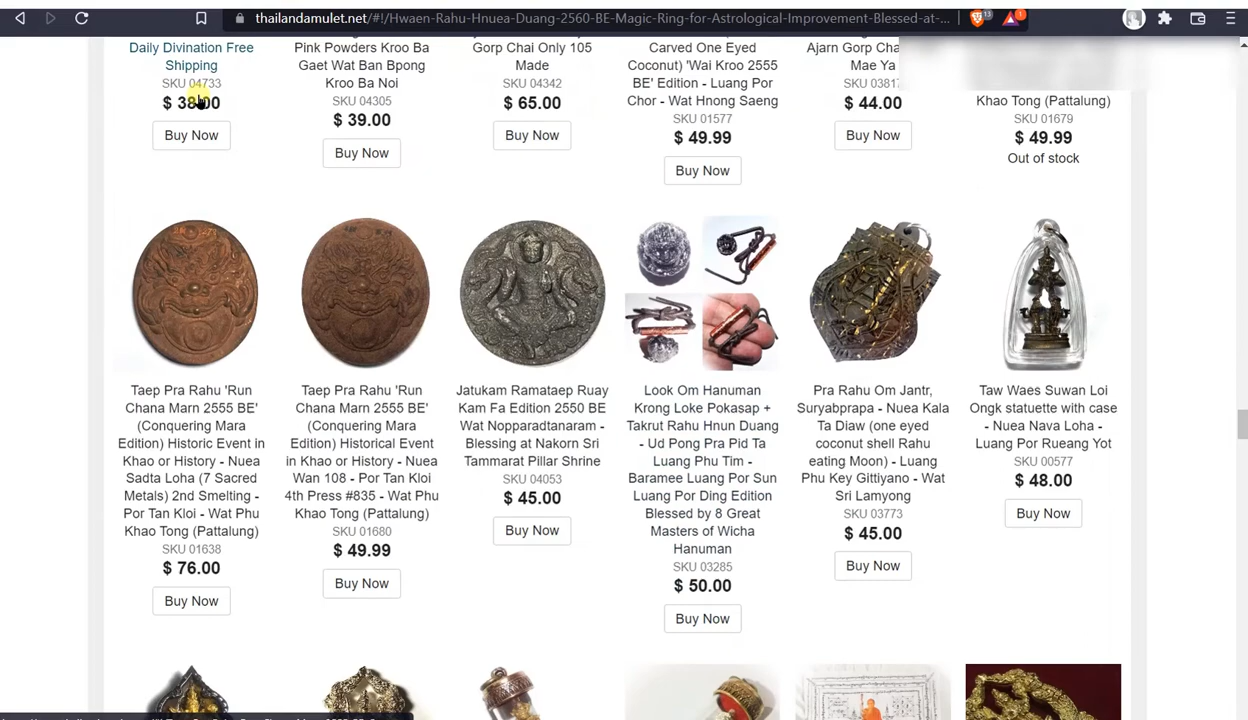 thailandamulet.net/#!/Hwaen-Rahu-Hnuea-Duang-2560-BE-Magic-Ring-for-Astrological-Improvement-Blessed-at-...
13
1
Daily Divination Free
Shipping
SKU 04733
$ 38.00
Buy Now
Pink Powders Kroo Ba
Gaet Wat Ban Bpong
Kroo Ba Noi
SKU 04305
$ 39.00
Buy Now
Gorp Chai Only 105
Made
SKU 04342
$ 65.00
Buy Now
Carved One Eyed
Coconut) 'Wai Kroo 2555
BE' Edition - Luang Por
Chor - Wat Hnong Saeng
SKU 01577
$ 49.99
Buy Now
Ajarn Gorp Cha
Mae Ya
SKU 03817
$ 44.00
Buy Now
Khao Tong (Pattalung)
SKU 01679
$ 49.99
Out of stock
Taep Pra Rahu 'Run
Chana Marn 2555 BE'
(Conquering Mara
Edition) Historic Event in
Khao or History - Nuea
Sadta Loha (7 Sacred
Metals) 2nd Smelting -
Por Tan Kloi - Wat Phu
Khao Tong (Pattalung)
SKU 01638
$ 76.00
Buy Now
Taep Pra Rahu 'Run
Chana Marn 2555 BE'
(Conquering Mara
Edition) Historical Event
in Khao or History - Nuea
Wan 108 - Por Tan Kloi
4th Press #835 - Wat Phu
Khao Tong (Pattalung)
SKU 01680
$ 49.99
Buy Now
Jatukam Ramataep Ruay
Kam Fa Edition 2550 BE
Wat Nopparadtanaram -
Blessing at Nakorn Sri
Tammarat Pillar Shrine
SKU 04053
$ 45.00
Buy Now
Look Om Hanuman
Krong Loke Pokasap +
Takrut Rahu Hnun Duang
- Ud Pong Pra Pid Ta
Luang Phu Tim -
Baramee Luang Por Sun
Luang Por Ding Edition
Blessed by 8 Great
Masters of Wicha
Hanuman
SKU 03285
$ 50.00
Buy Now
Pra Rahu Om Jantr,
Suryabprapa - Nuea Kala
Ta Diaw (one eyed
coconut shell Rahu
eating Moon) - Luang
Phu Key Gittiyano - Wat
Sri Lamyong
SKU 03773
$ 45.00
Buy Now
Taw Waes Suwan Loi
Ongk statuette with case
- Nuea Nava Loha -
Luang Por Rueang Yot
SKU 00577
$ 48.00
Buy Now